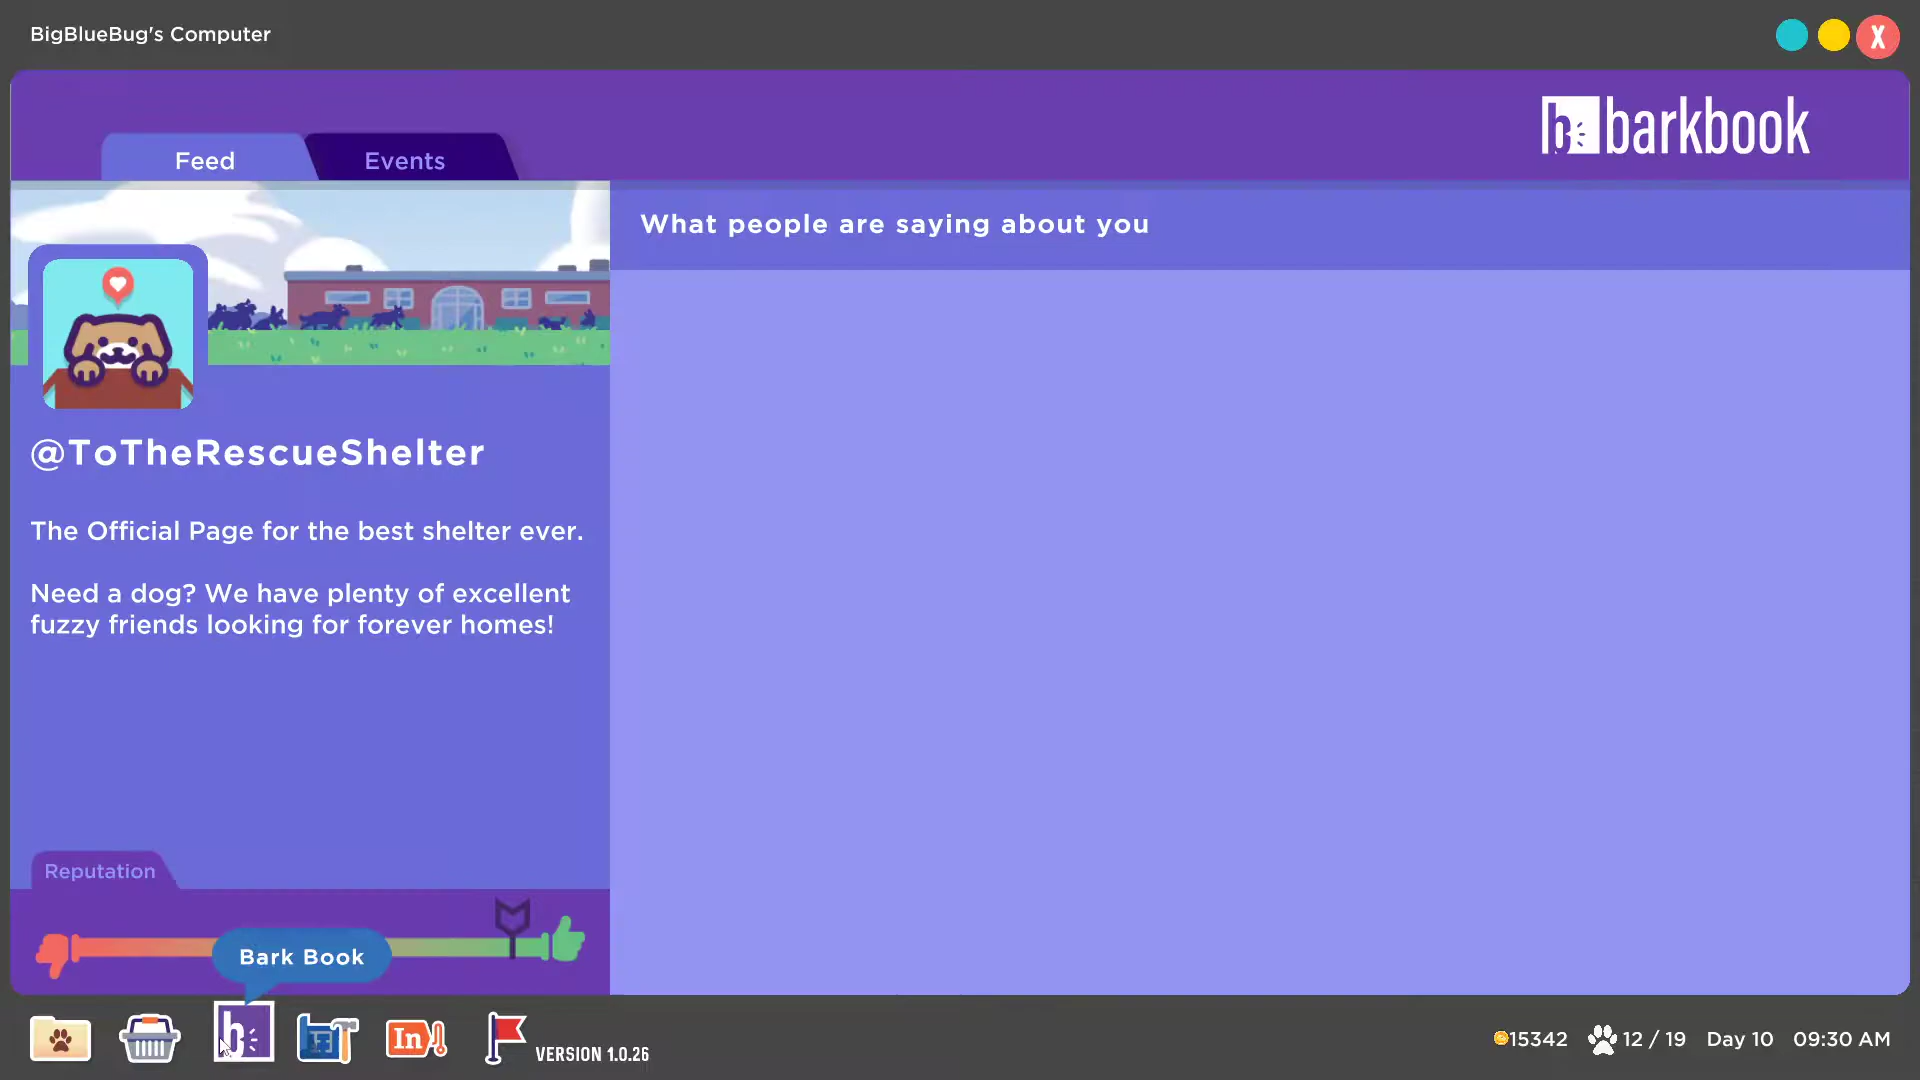 BigBlueBug's Computer
X
barkbook
Feed
Events
What people are saying about you
@ToTheRescueShelter
The Official Page for the best shelter ever.
Need a dog? We have plenty of excellent
fuzzy friends looking for forever homes!
Reputation
Bark Book
b
In
VERSION 1.0.26
15342
12 / 19
Day 10
09:30 AM